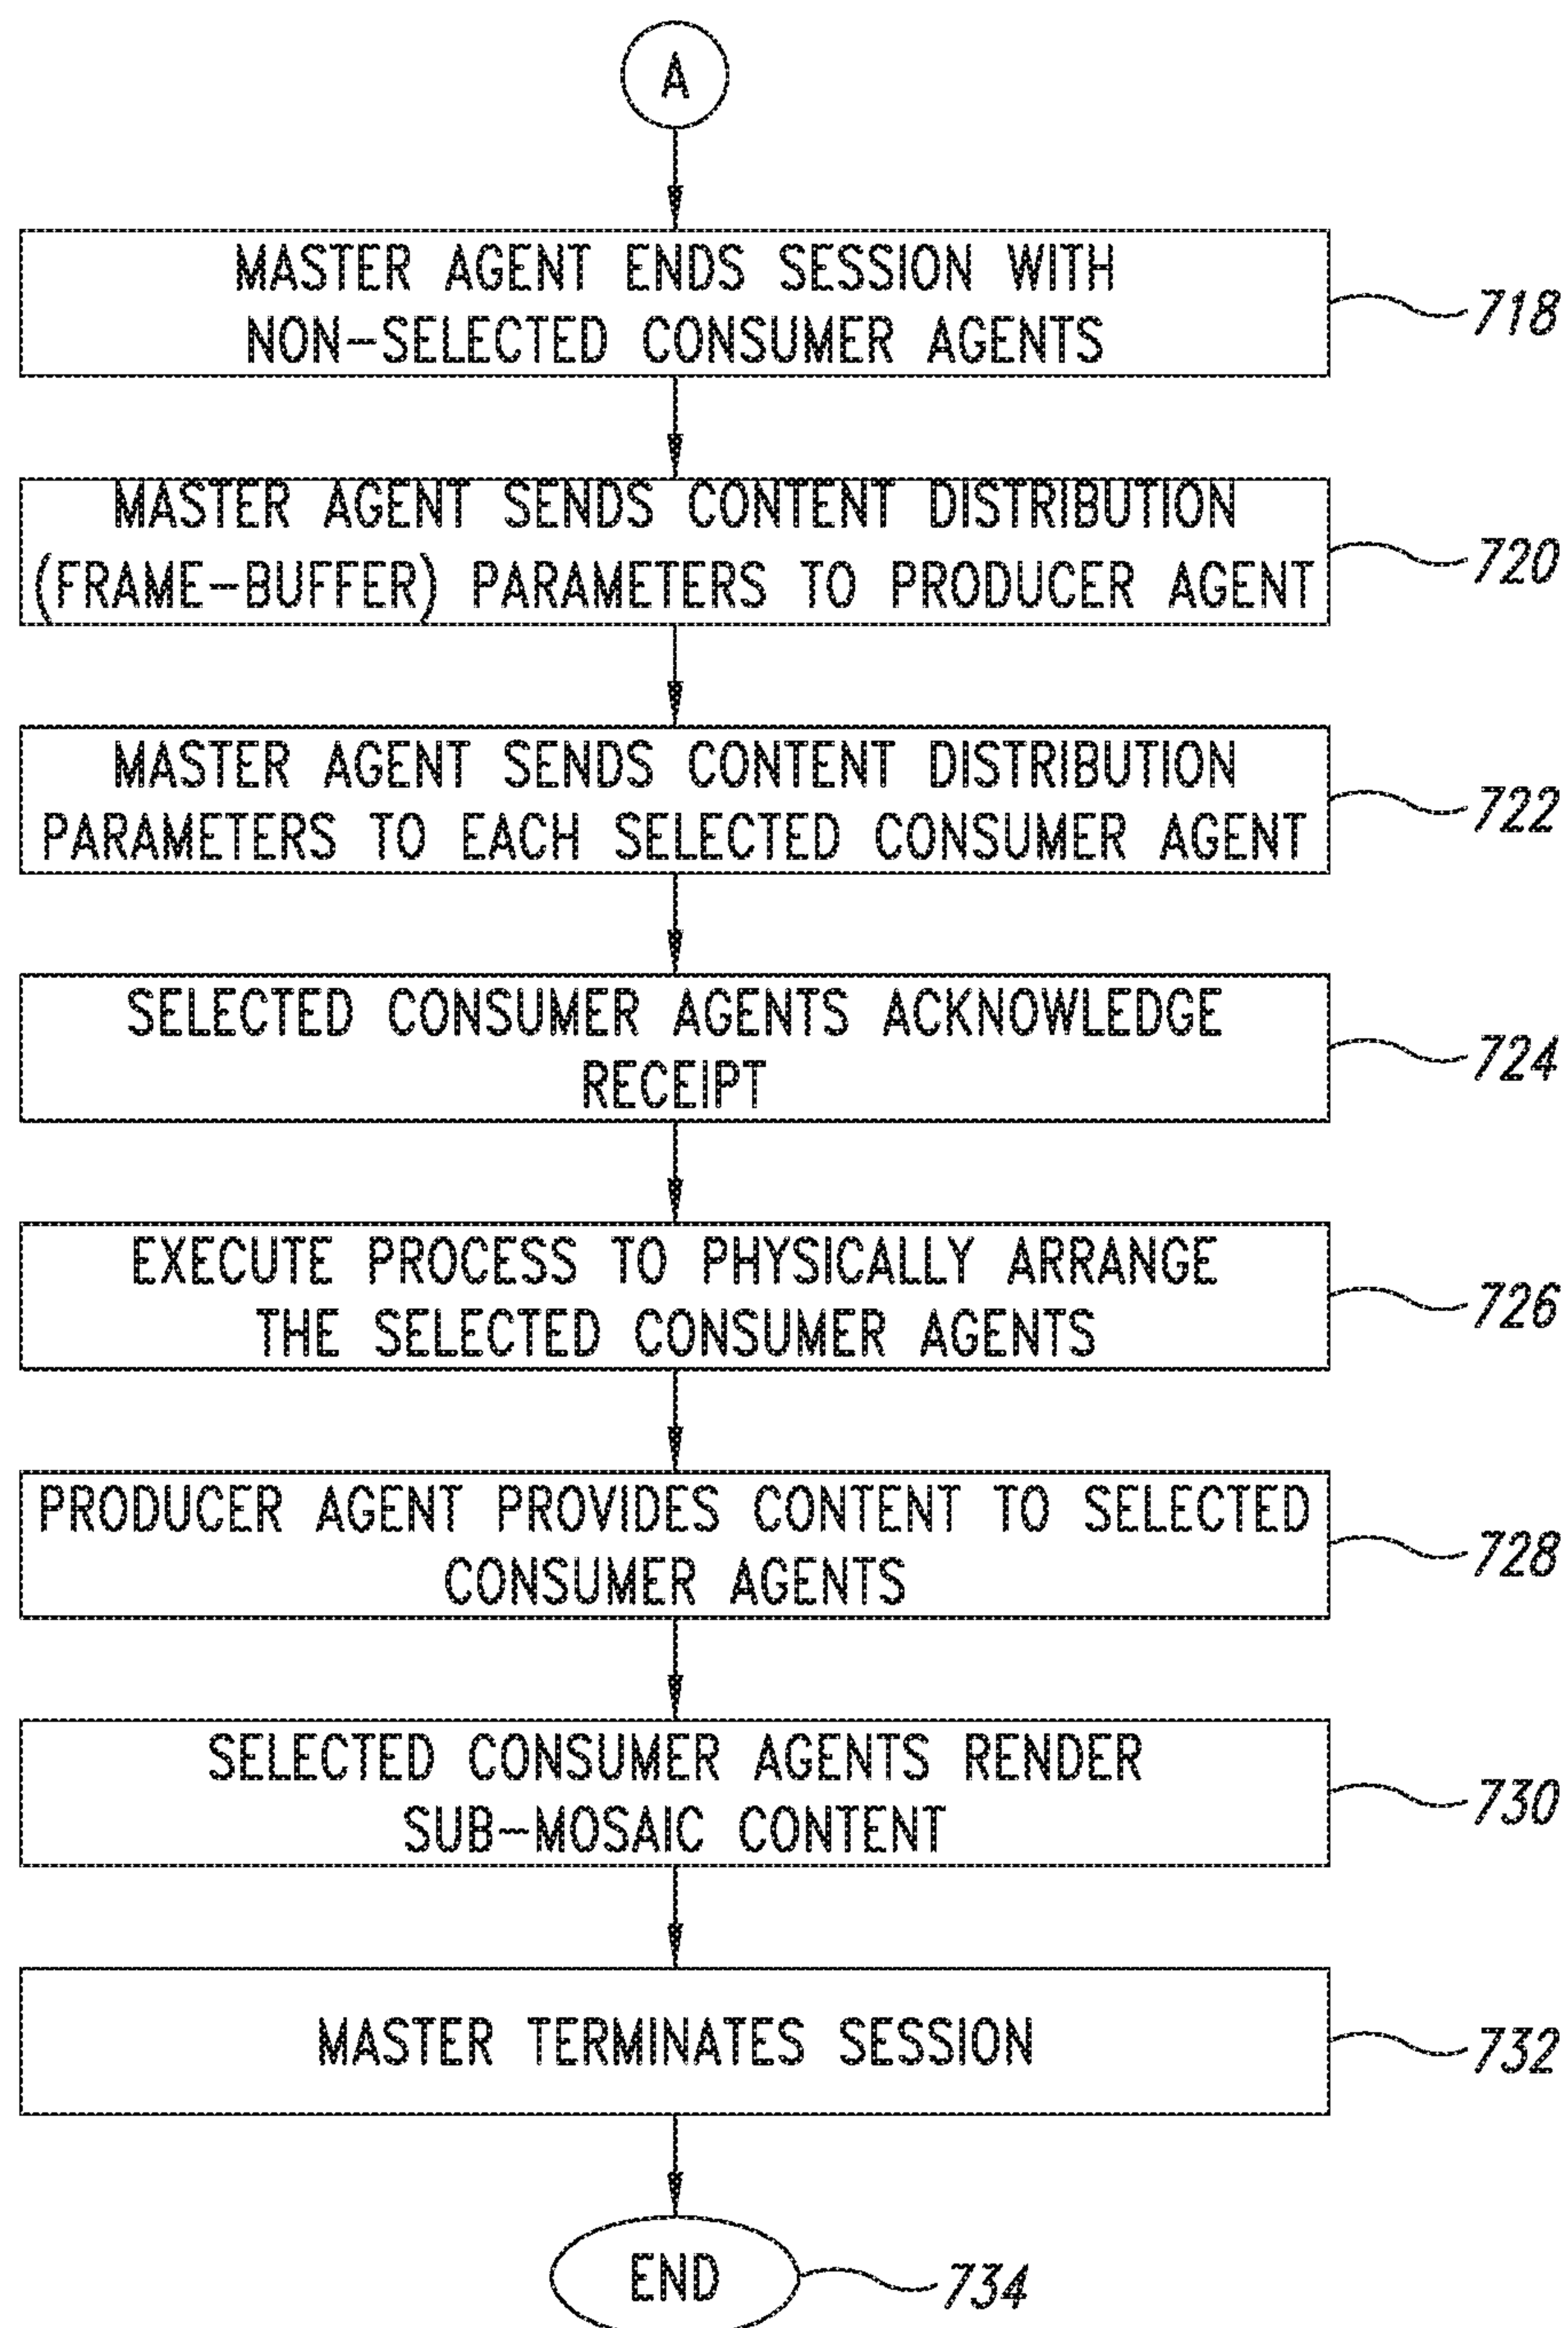 A
MASTER AGENT ENDS SESSION WITH
NON-SELECTED CONSUMER AGENTS
718
MASTER AGENT SENDS CONTENT DISTRIBUTION
(FRAME-BUFFER) PARAMETERS TO PRODUCER AGENT
720
MASTER AGENT SENDS CONTENT DISTRIBUTION
PARAMETERS TO EACH SELECTED CONSUMER AGENT
722
SELECTED CONSUMER AGENTS ACKNOWLEDGE
RECEIPT
724
EXECUTE PROCESS TO PHYSICALLY ARRANGE
THE SELECTED CONSUMER AGENTS
726
PRODUCER AGENT PROVIDES CONTENT TO SELECTED
CONSUMER AGENTS
728
SELECTED CONSUMER AGENTS RENDER
SUB-MOSAIC CONTENT
730
MASTER TERMINATES SESSION
732
END
734